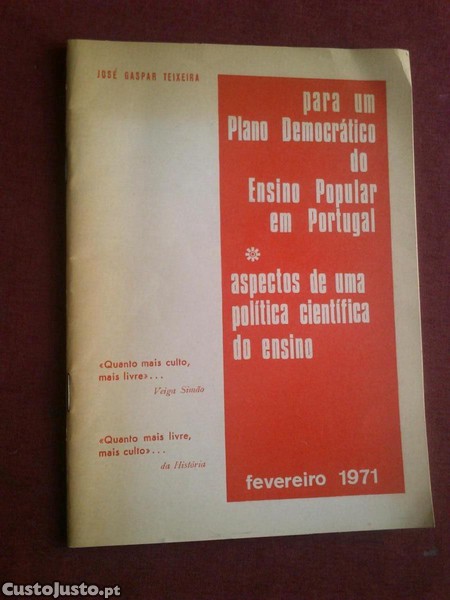 JOSÉ GASPAR TEIXEIRA
para um
Plano Democrático
do
Ensino Popular
em Portugal
*
aspectos de uma
política científica
do ensino
«Quanto mais culto,
mais livre»...
Veiga Simão
«Quanto mais livre,
mais culto»...
da História
fevereiro 1971
CustoJusto.pt